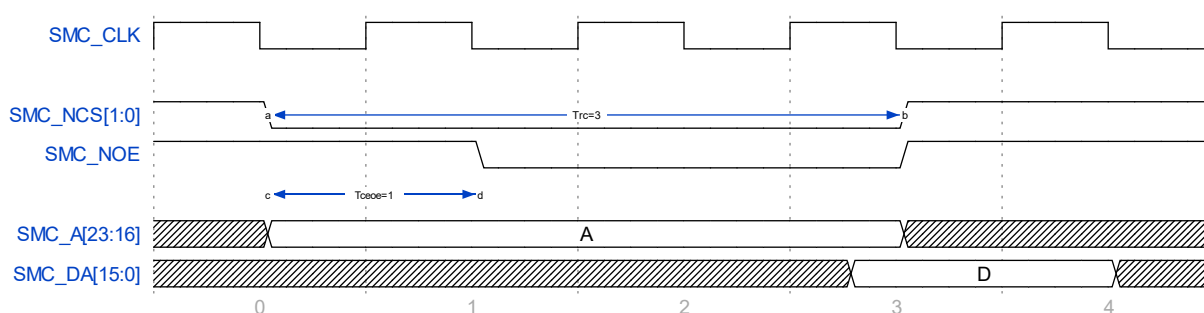 SMC_CLK
SMC_NCS[1:0] a Trc=3 b
SMC_NOE
c Tceoe=1 d
SMC_A[23:16] A
SMC_DA[15:0] D
0 1 2 3 4